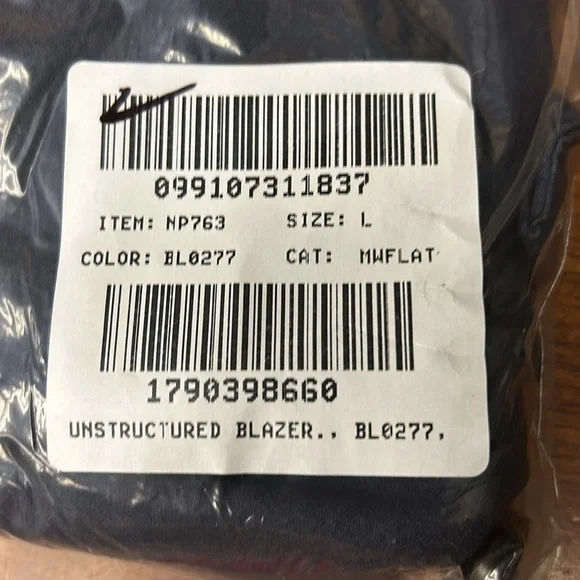 099107311837
ITEM: NP763 SIZE: L
COLOR: BL0277 CAT: MWFLAT
1790398660
UNSTRUCTURED BLAZER., BL0277,